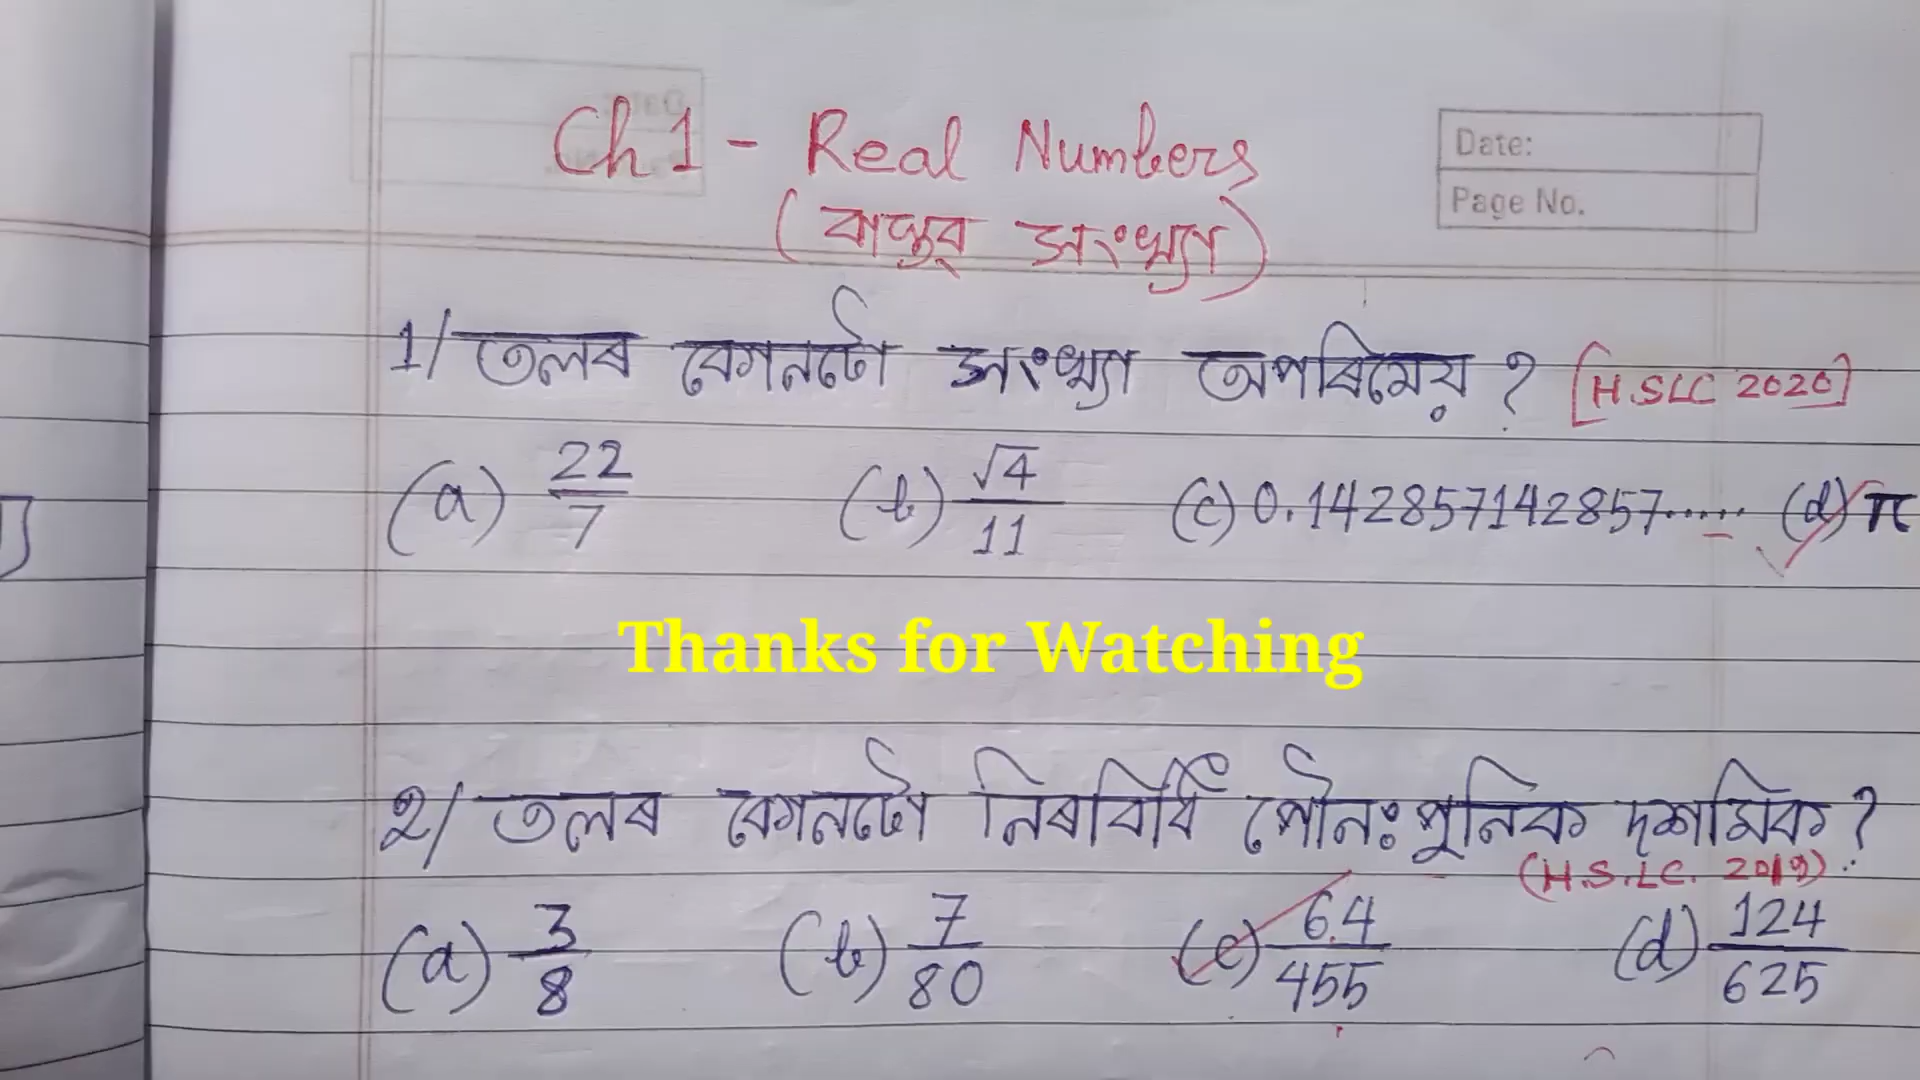 Ch 1 - Real Numbers
(বাস্তৱ সংখ্যা)
Date:
Page No.
1/ তলৰ কোনটো সংখ্যা অপৰিমেয় ? [H.SLC 2020]
(a) 22/7 (b) √4/11 (c) 0.142857142857..... (d) π
Thanks for Watching
2/ তলৰ কোনটো নিৰবধি পৌনঃপুনিক দশমিক ?
(H.S.LC. 2019)
(a) 3/8 (b) 7/80 (c) 64/455 (d) 124/625